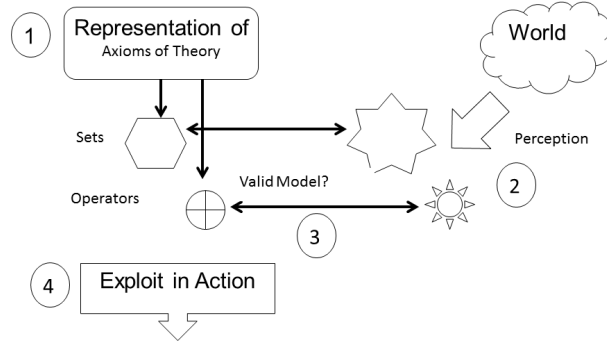 1
Representation of
Axioms of Theory
World
Sets
Perception
Operators
Valid Model?
2
3
4
Exploit in Action